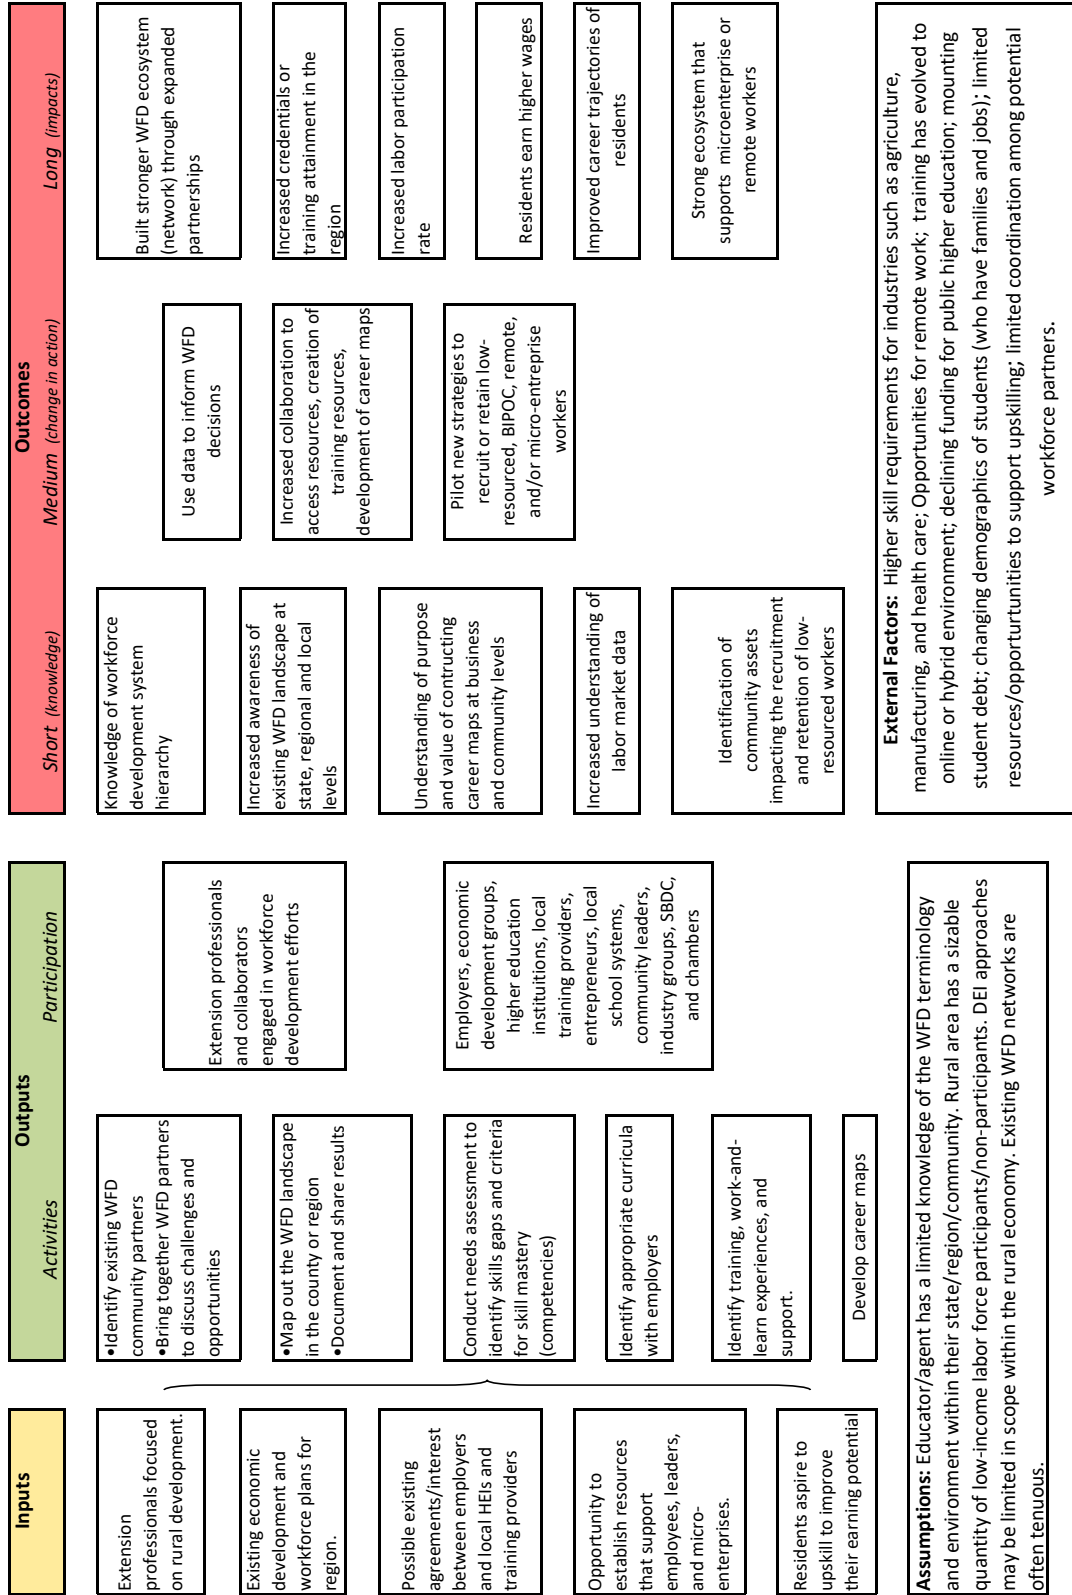 Inputs
Extension
professionals focused
on rural development.
Existing economic
development and
workforce plans for
region.
Possible existing
agreements/interest
between employers
and local HEIs and
training providers
Opportunity to
establish resources
that support
employees, leaders,
and micro-
enterprises.
Residents aspire to
upskill to improve
their earning potential
Outputs
Activities
Participation
•Identify existing WFD
community partners
•Bring together WFD partners
to discuss challenges and
opportunities
•Map out the WFD landscape
in the county or region
•Document and share results
Conduct needs assessment to
identify skills gaps and criteria
for skill mastery
(competencies)
Identify appropriate curricula
with employers
Identify training, work-and-
learn experiences, and
support.
Develop career maps
Extension professionals
and collaborators
engaged in workforce
development efforts
Employers, economic
development groups,
higher education
instituitions, local
training providers,
entrepreneurs, local
school systems,
community leaders,
industry groups, SBDC,
and chambers
Outcomes
Short (knowledge)
Medium (change in action)
Long (impacts)
Knowledge of workforce
development system
hierarchy
Increased awareness of
existing WFD landscape at
state, regional and local
levels
Understanding of purpose
and value of contructing
career maps at business
and community levels
Increased understanding of
labor market data
Identification of
community assets
impacting the recruitment
and retention of low-
resourced workers
Use data to inform WFD
decisions
Increased collaboration to
access resources, creation of
training resources,
development of career maps
Pilot new strategies to
recruit or retain low-
resourced, BIPOC, remote,
and/or micro-entreprise
workers
Built stronger WFD ecosystem
(network) through expanded
partnerships
Increased credentials or
training attainment in the
region
Increased labor participation
rate
Residents earn higher wages
Improved career trajectories of
residents
Strong ecosystem that
supports microenterprise or
remote workers
Assumptions: Educator/agent has a limited knowledge of the WFD terminology
and environment within their state/region/community. Rural area has a sizable
quantity of low-income labor force participants/non-participants. DEI approaches
may be limited in scope within the rural economy. Existing WFD networks are
often tenuous.
External Factors: Higher skill requirements for industries such as agriculture,
manufacturing, and health care; Opportunities for remote work; training has evolved to
online or hybrid environment; declining funding for public higher education; mounting
student debt; changing demographics of students (who have families and jobs); limited
resources/opporturtunities to support upskilling; limited coordination among potential
workforce partners.